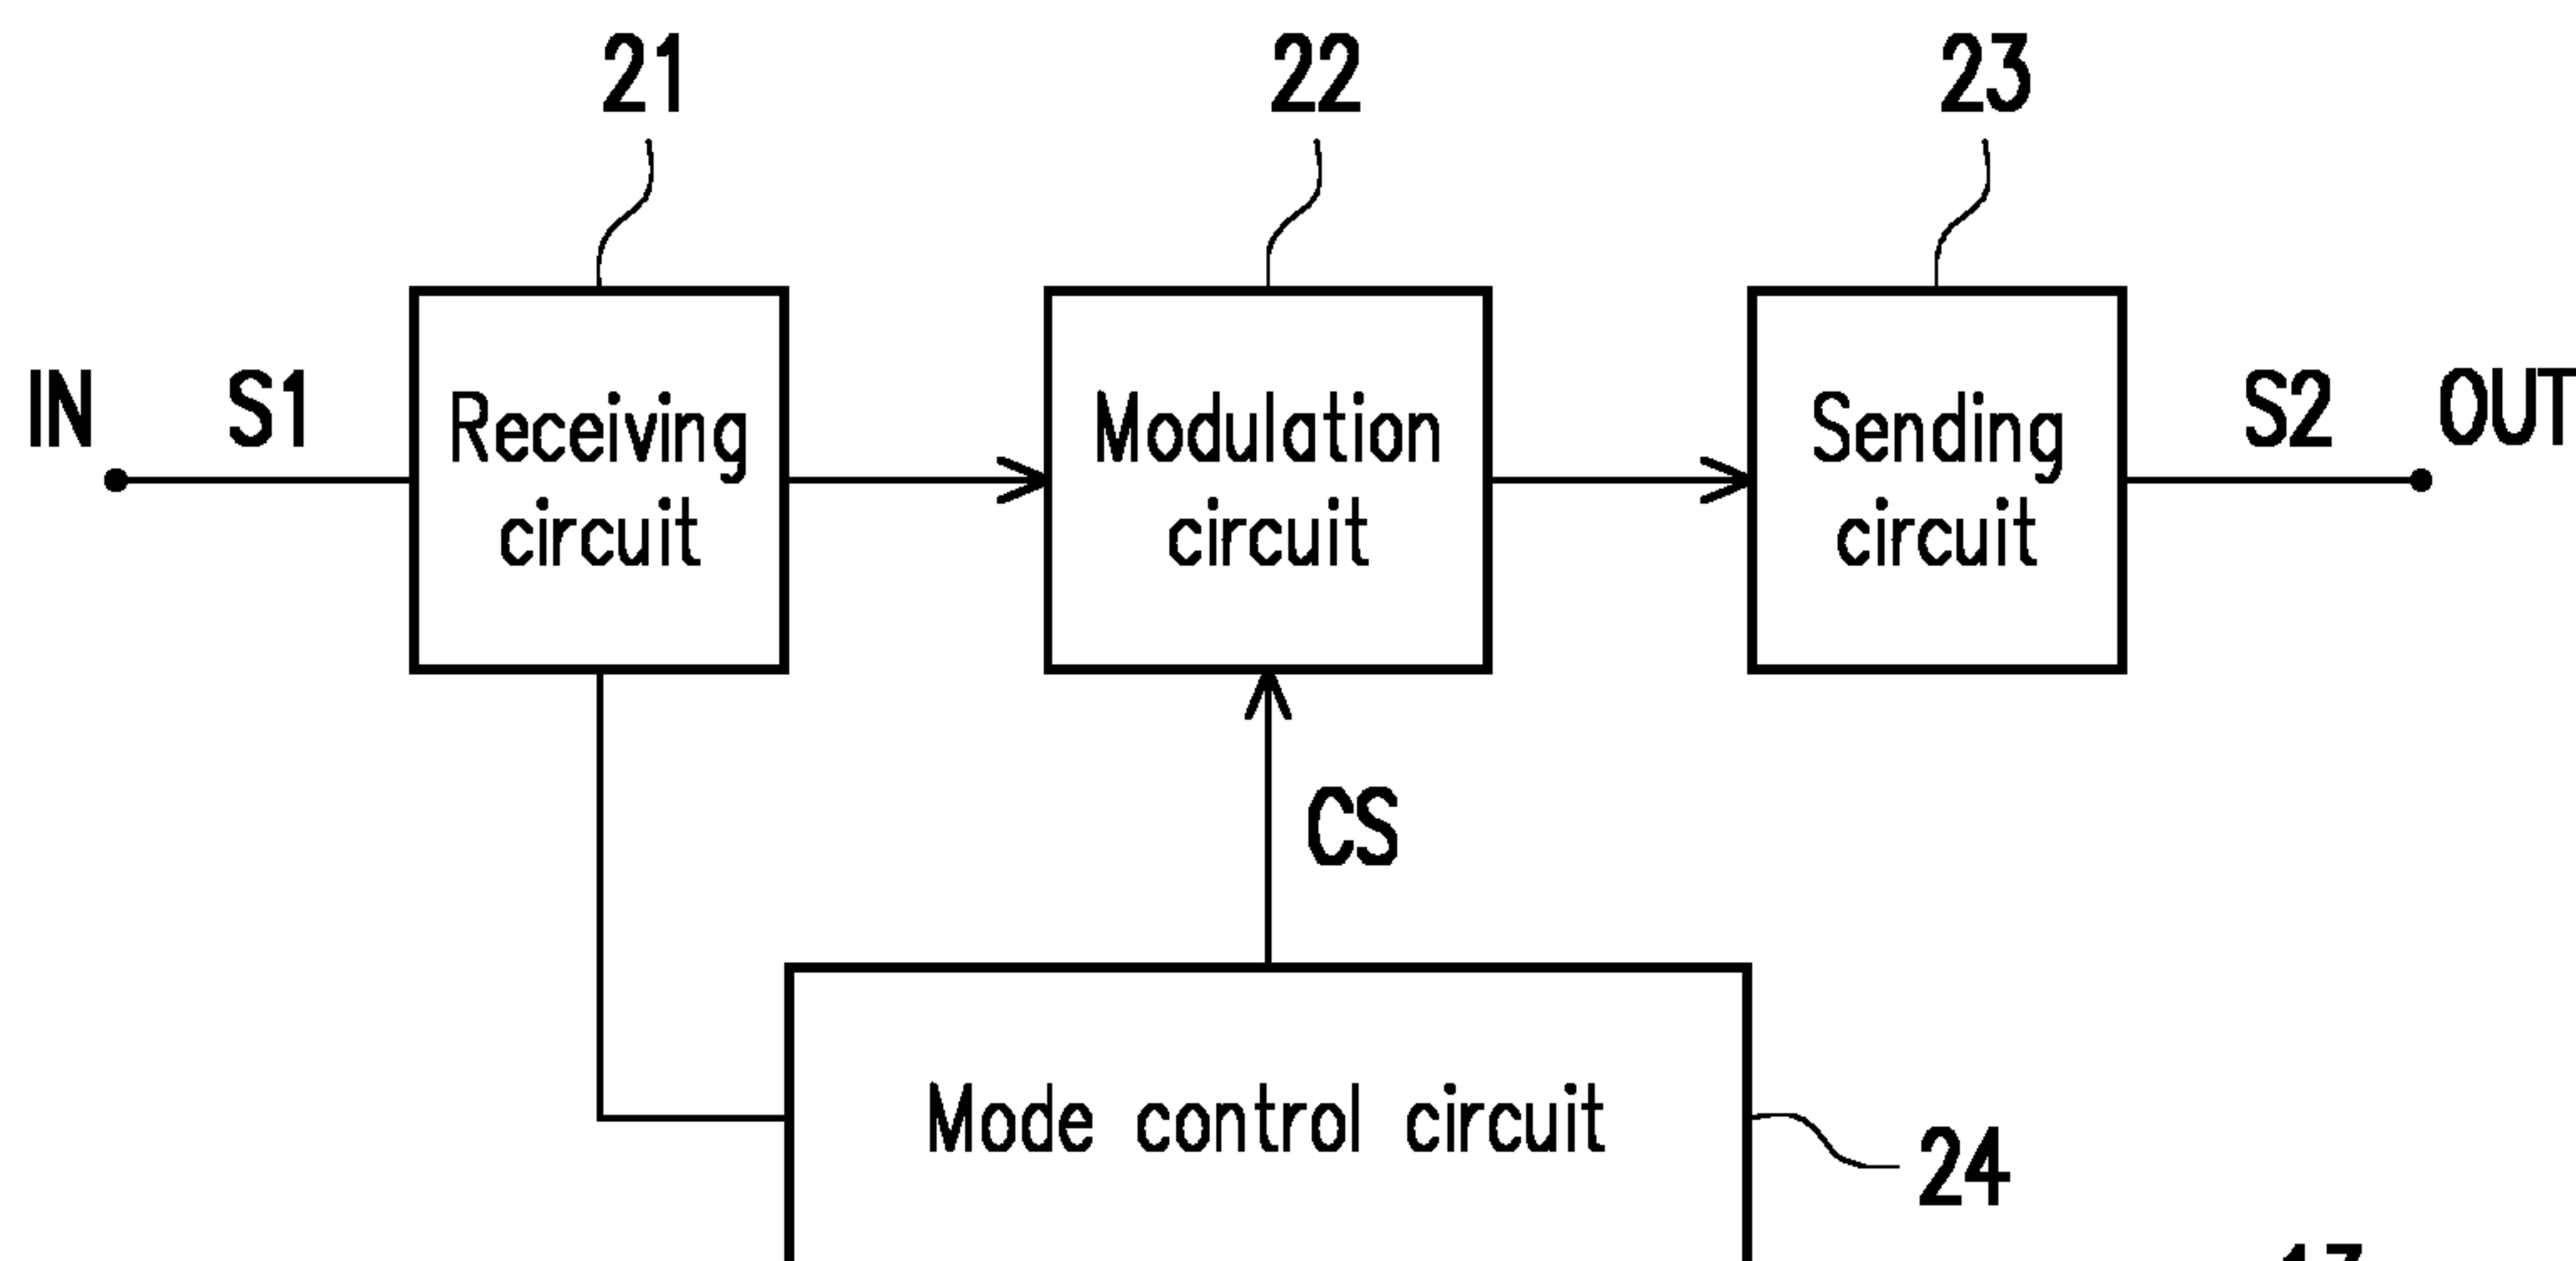 21
22
23
IN
S1
Receiving
circuit
Modulation
circuit
Sending
circuit
S2
OUT
CS
Mode control circuit
24